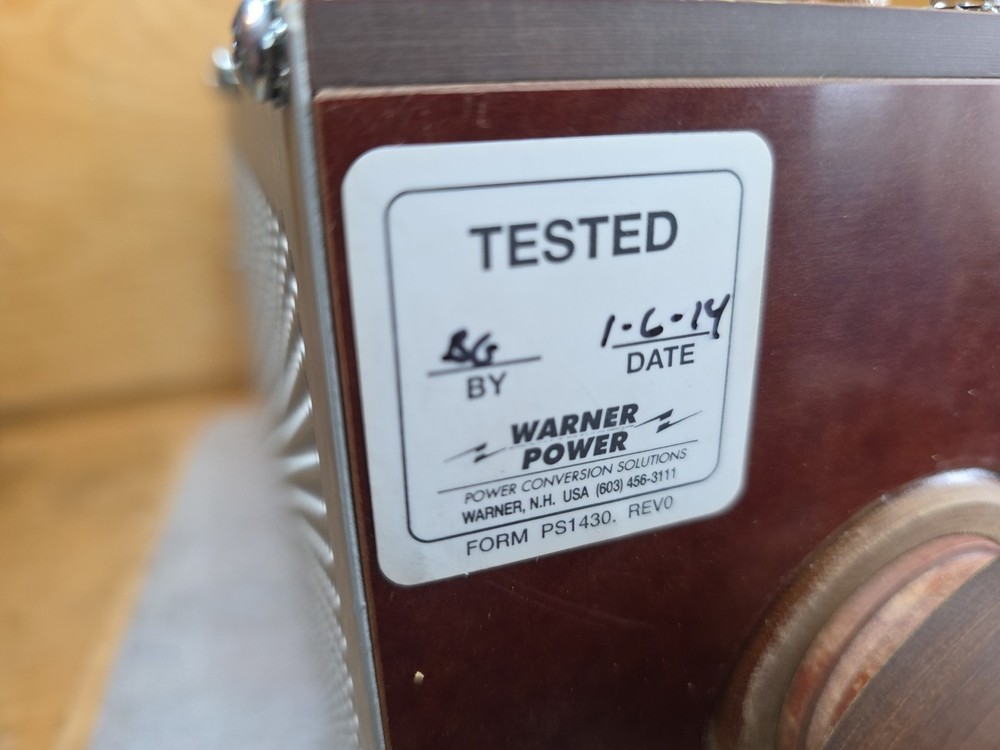 TESTED
BG 1-6-14
BY DATE
WARNER
POWER
POWER CONVERSION SOLUTIONS
WARNER, N.H. USA (603) 456-3111
FORM PS1430. REV0